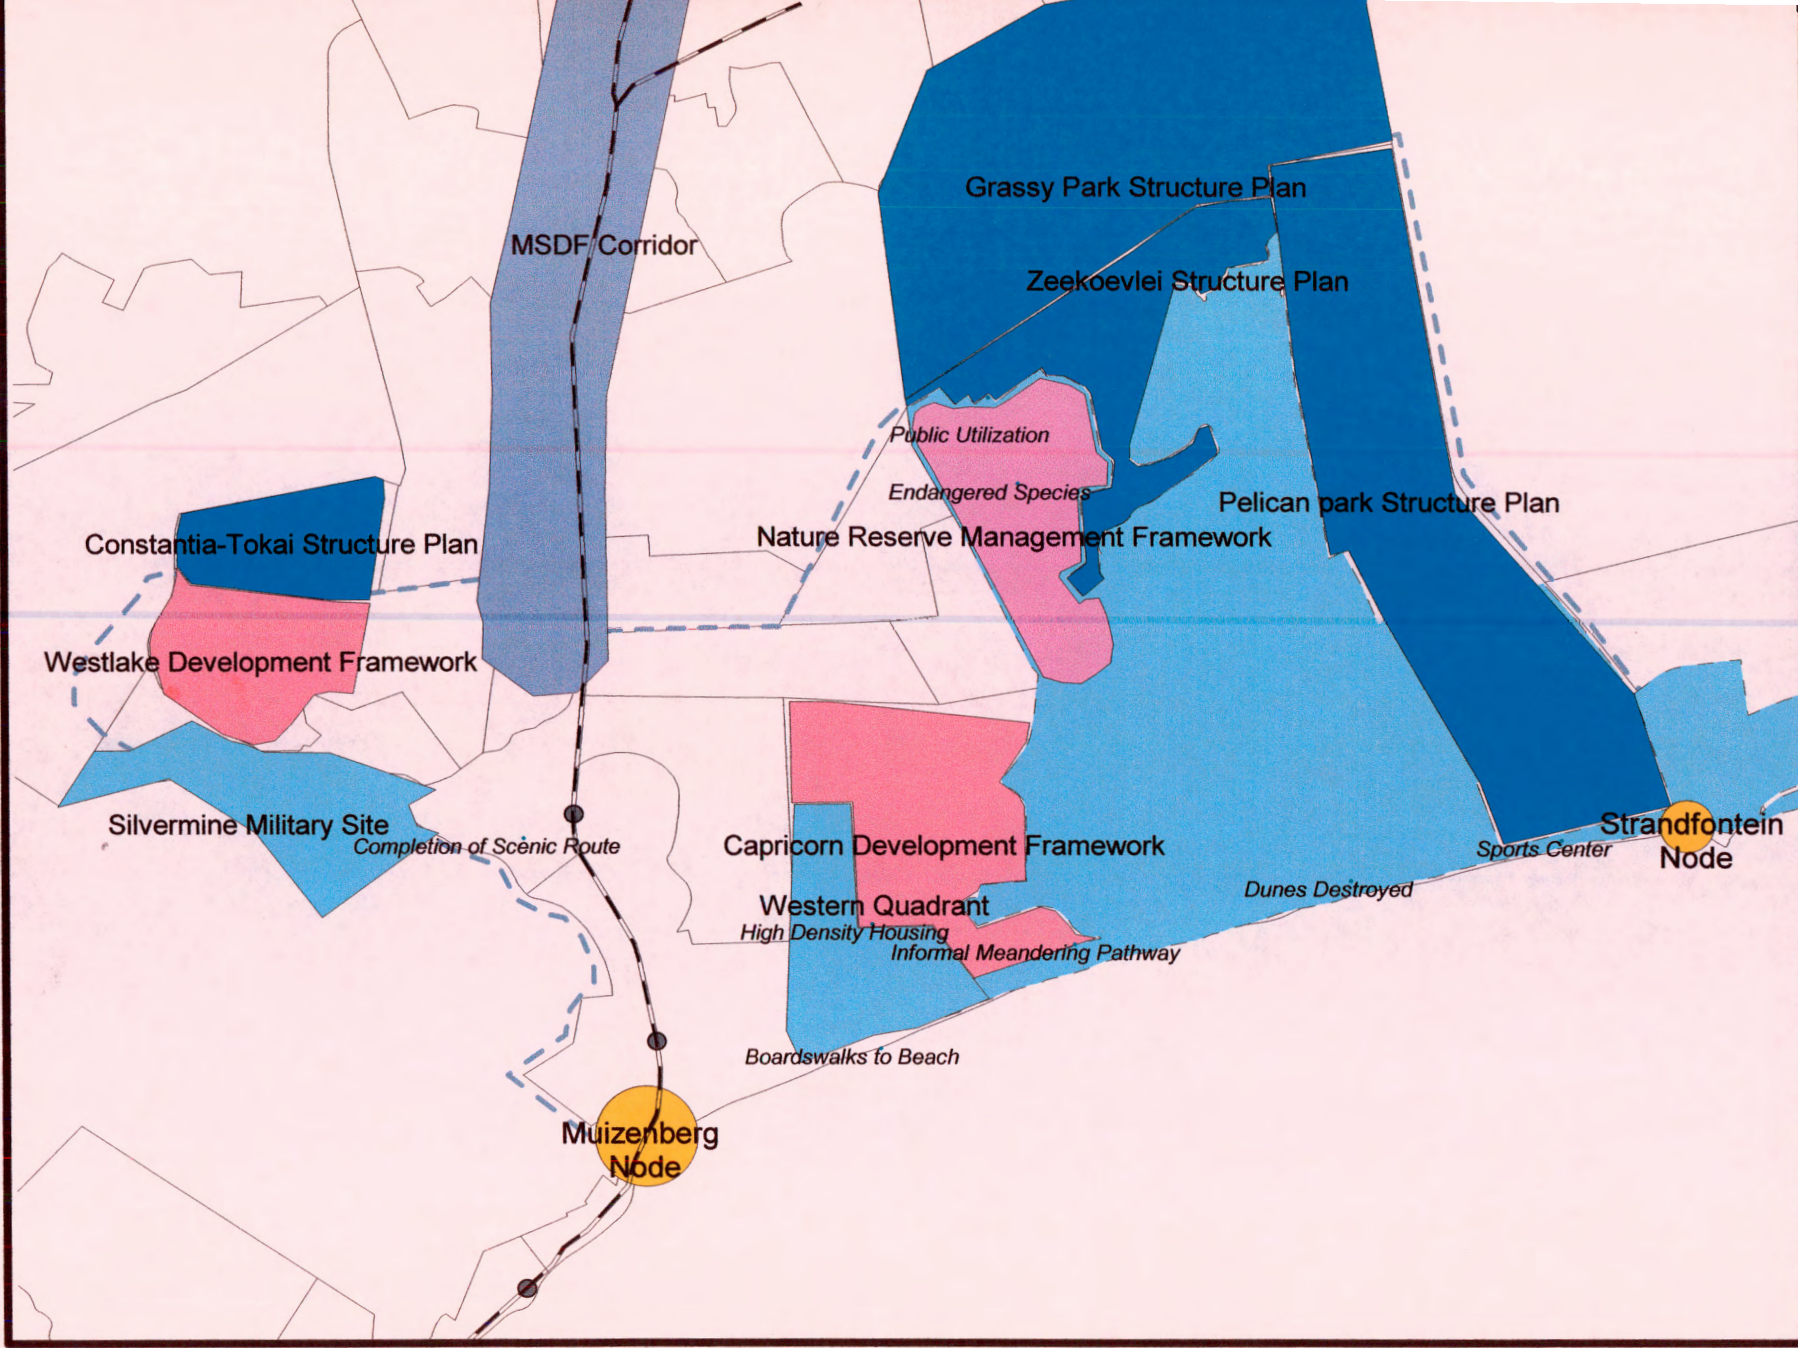 Grassy Park Structure Plan
MSDF Corridor
Zeekoevlei Structure Plan
Public Utilization
Endangered Species
Pelican park Structure Plan
Nature Reserve Management Framework
Constantia-Tokai Structure Plan
Westlake Development Framework
Silvermine Military Site
Completion of Scenic Route
Capricorn Development Framework
Strandfontein
Node
Sports Center
Dunes Destroyed
Western Quadrant
High Density Housing
Informal Meandering Pathway
Boardswalks to Beach
Muizenberg
Node